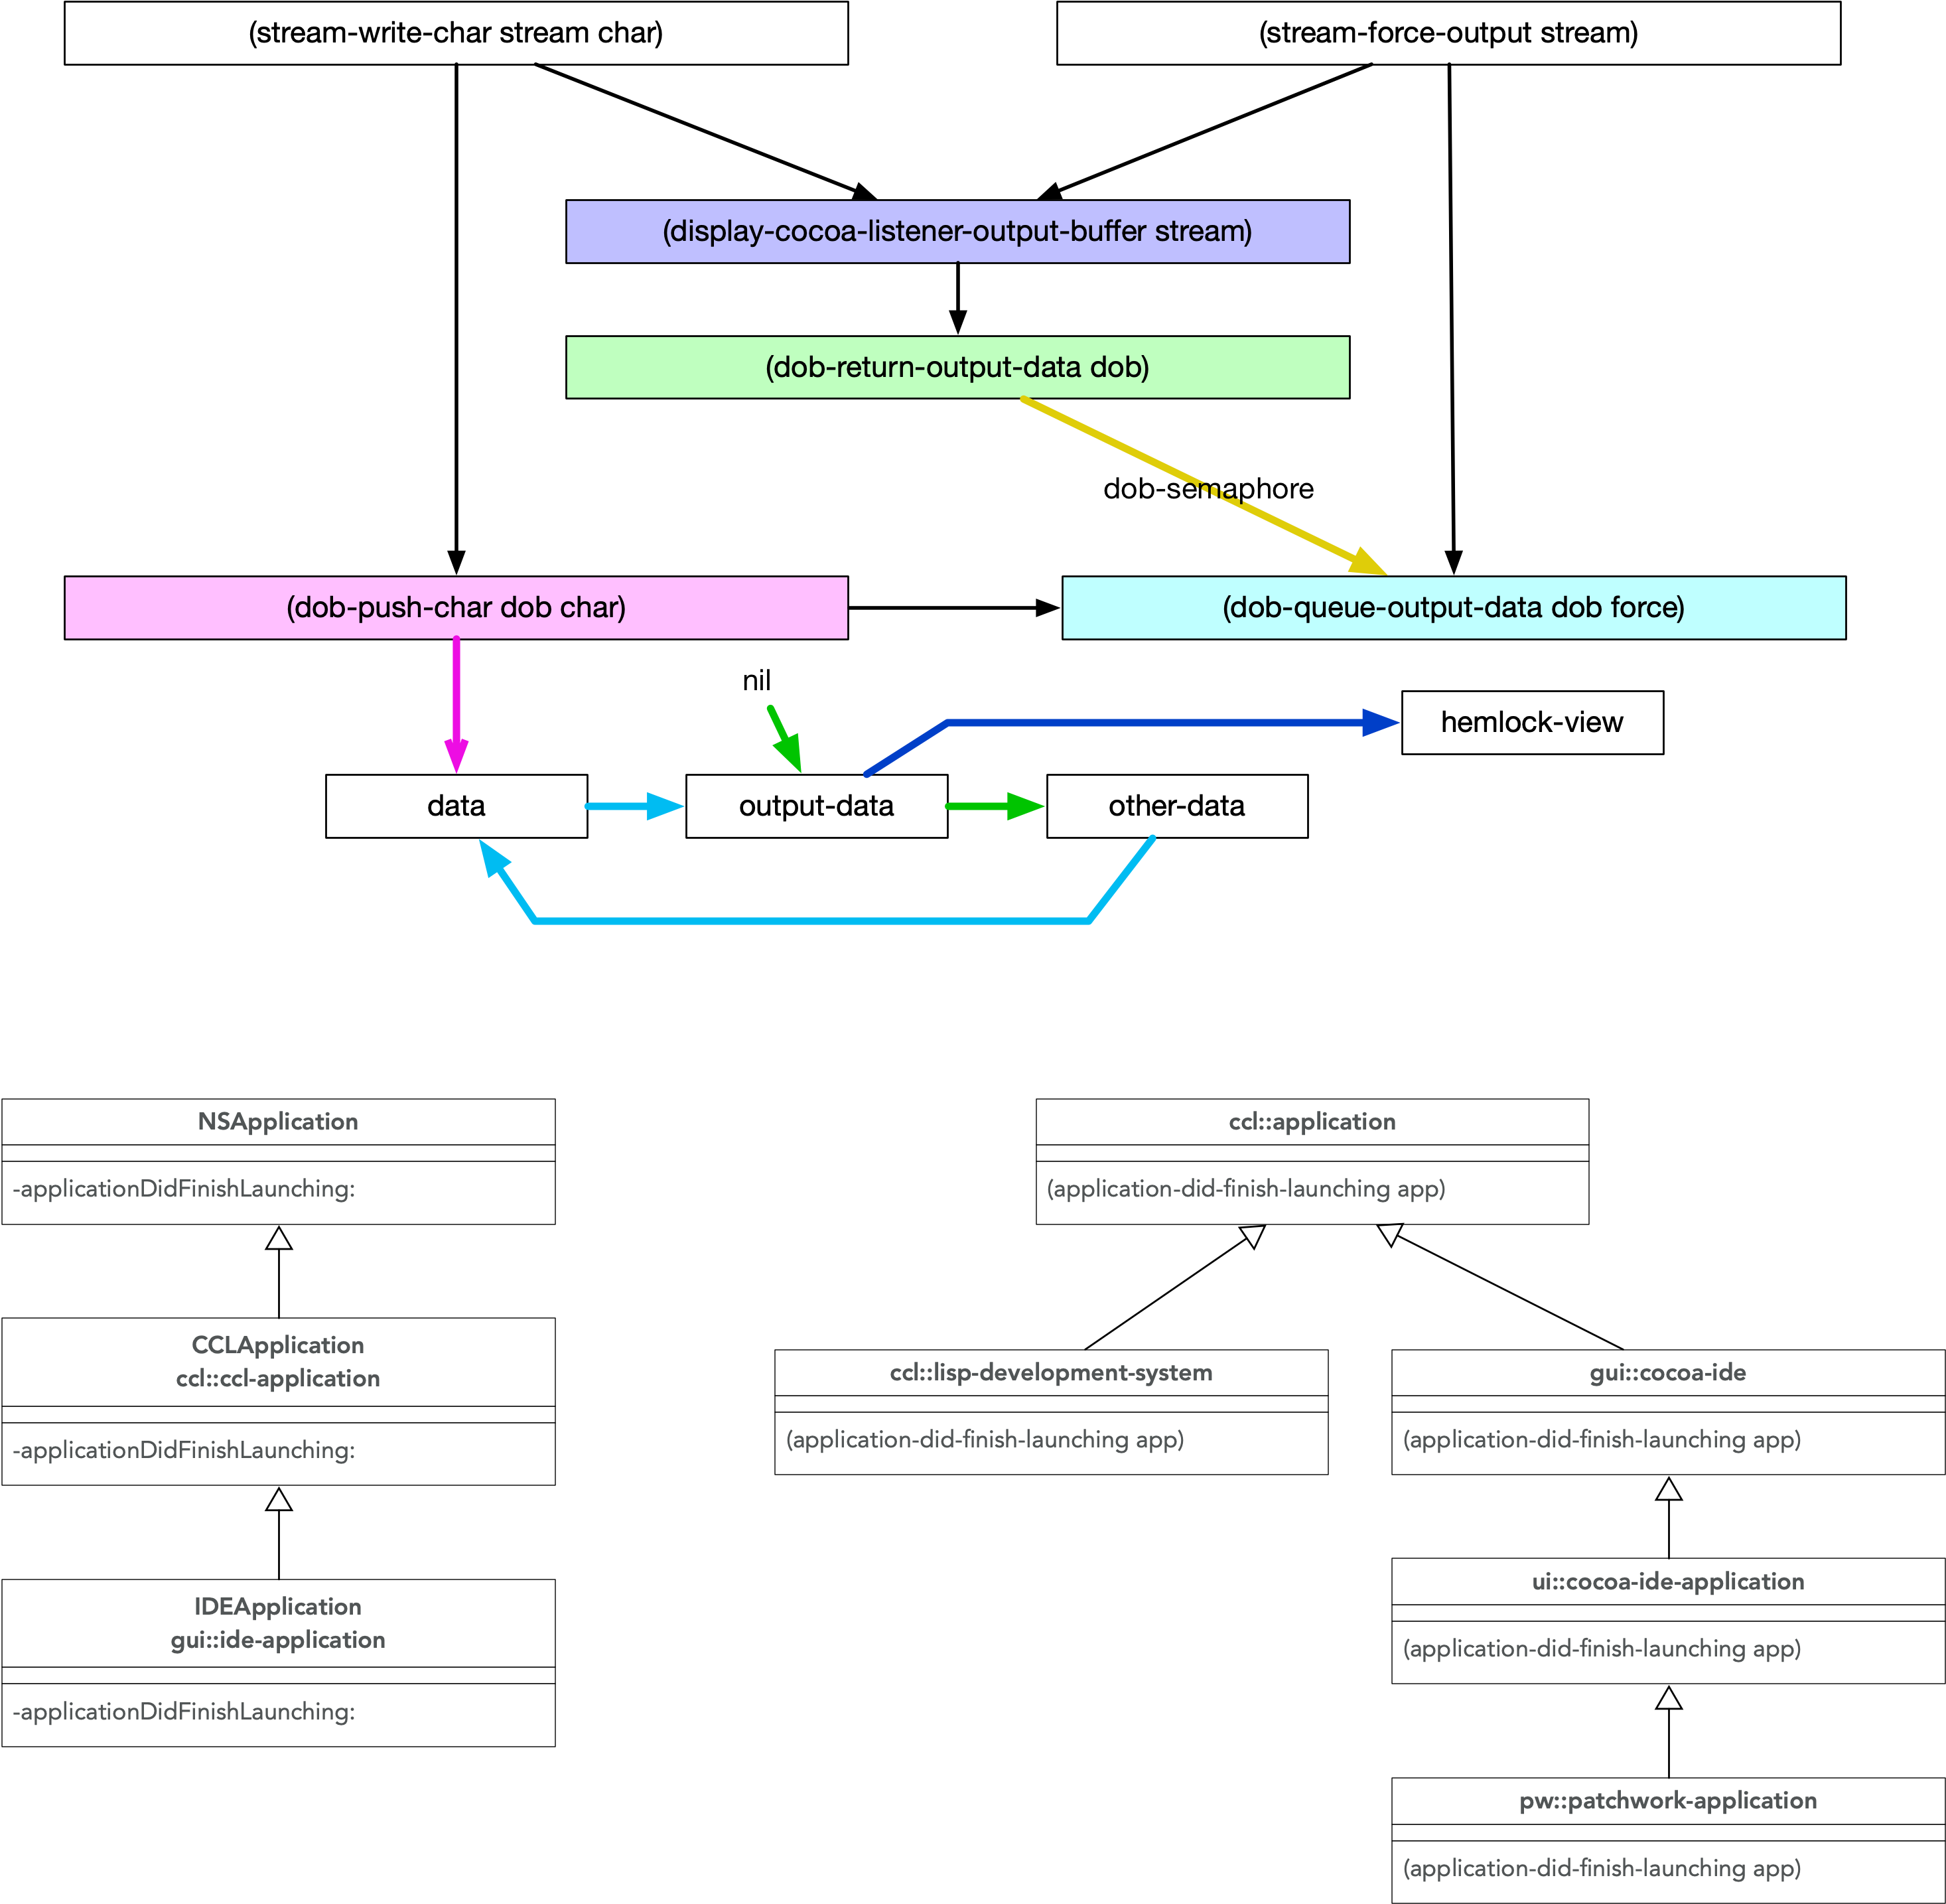 (stream-write-char stream char)
(stream-force-output stream)
(display-cocoa-listener-output-buffer stream)
(dob-return-output-data dob)
dob-semaphore
(dob-push-char dob char)
(dob-queue-output-data dob force)
nil
hemlock-view
data
output-data
other-data
NSApplication
-applicationDidFinishLaunching:
CCLApplication
ccl::ccl-application
-applicationDidFinishLaunching:
IDEApplication
gui::ide-application
-applicationDidFinishLaunching:
ccl::application
(application-did-finish-launching app)
ccl::lisp-development-system
(application-did-finish-launching app)
gui::cocoa-ide
(application-did-finish-launching app)
ui::cocoa-ide-application
(application-did-finish-launching app)
pw::patchwork-application
(application-did-finish-launching app)